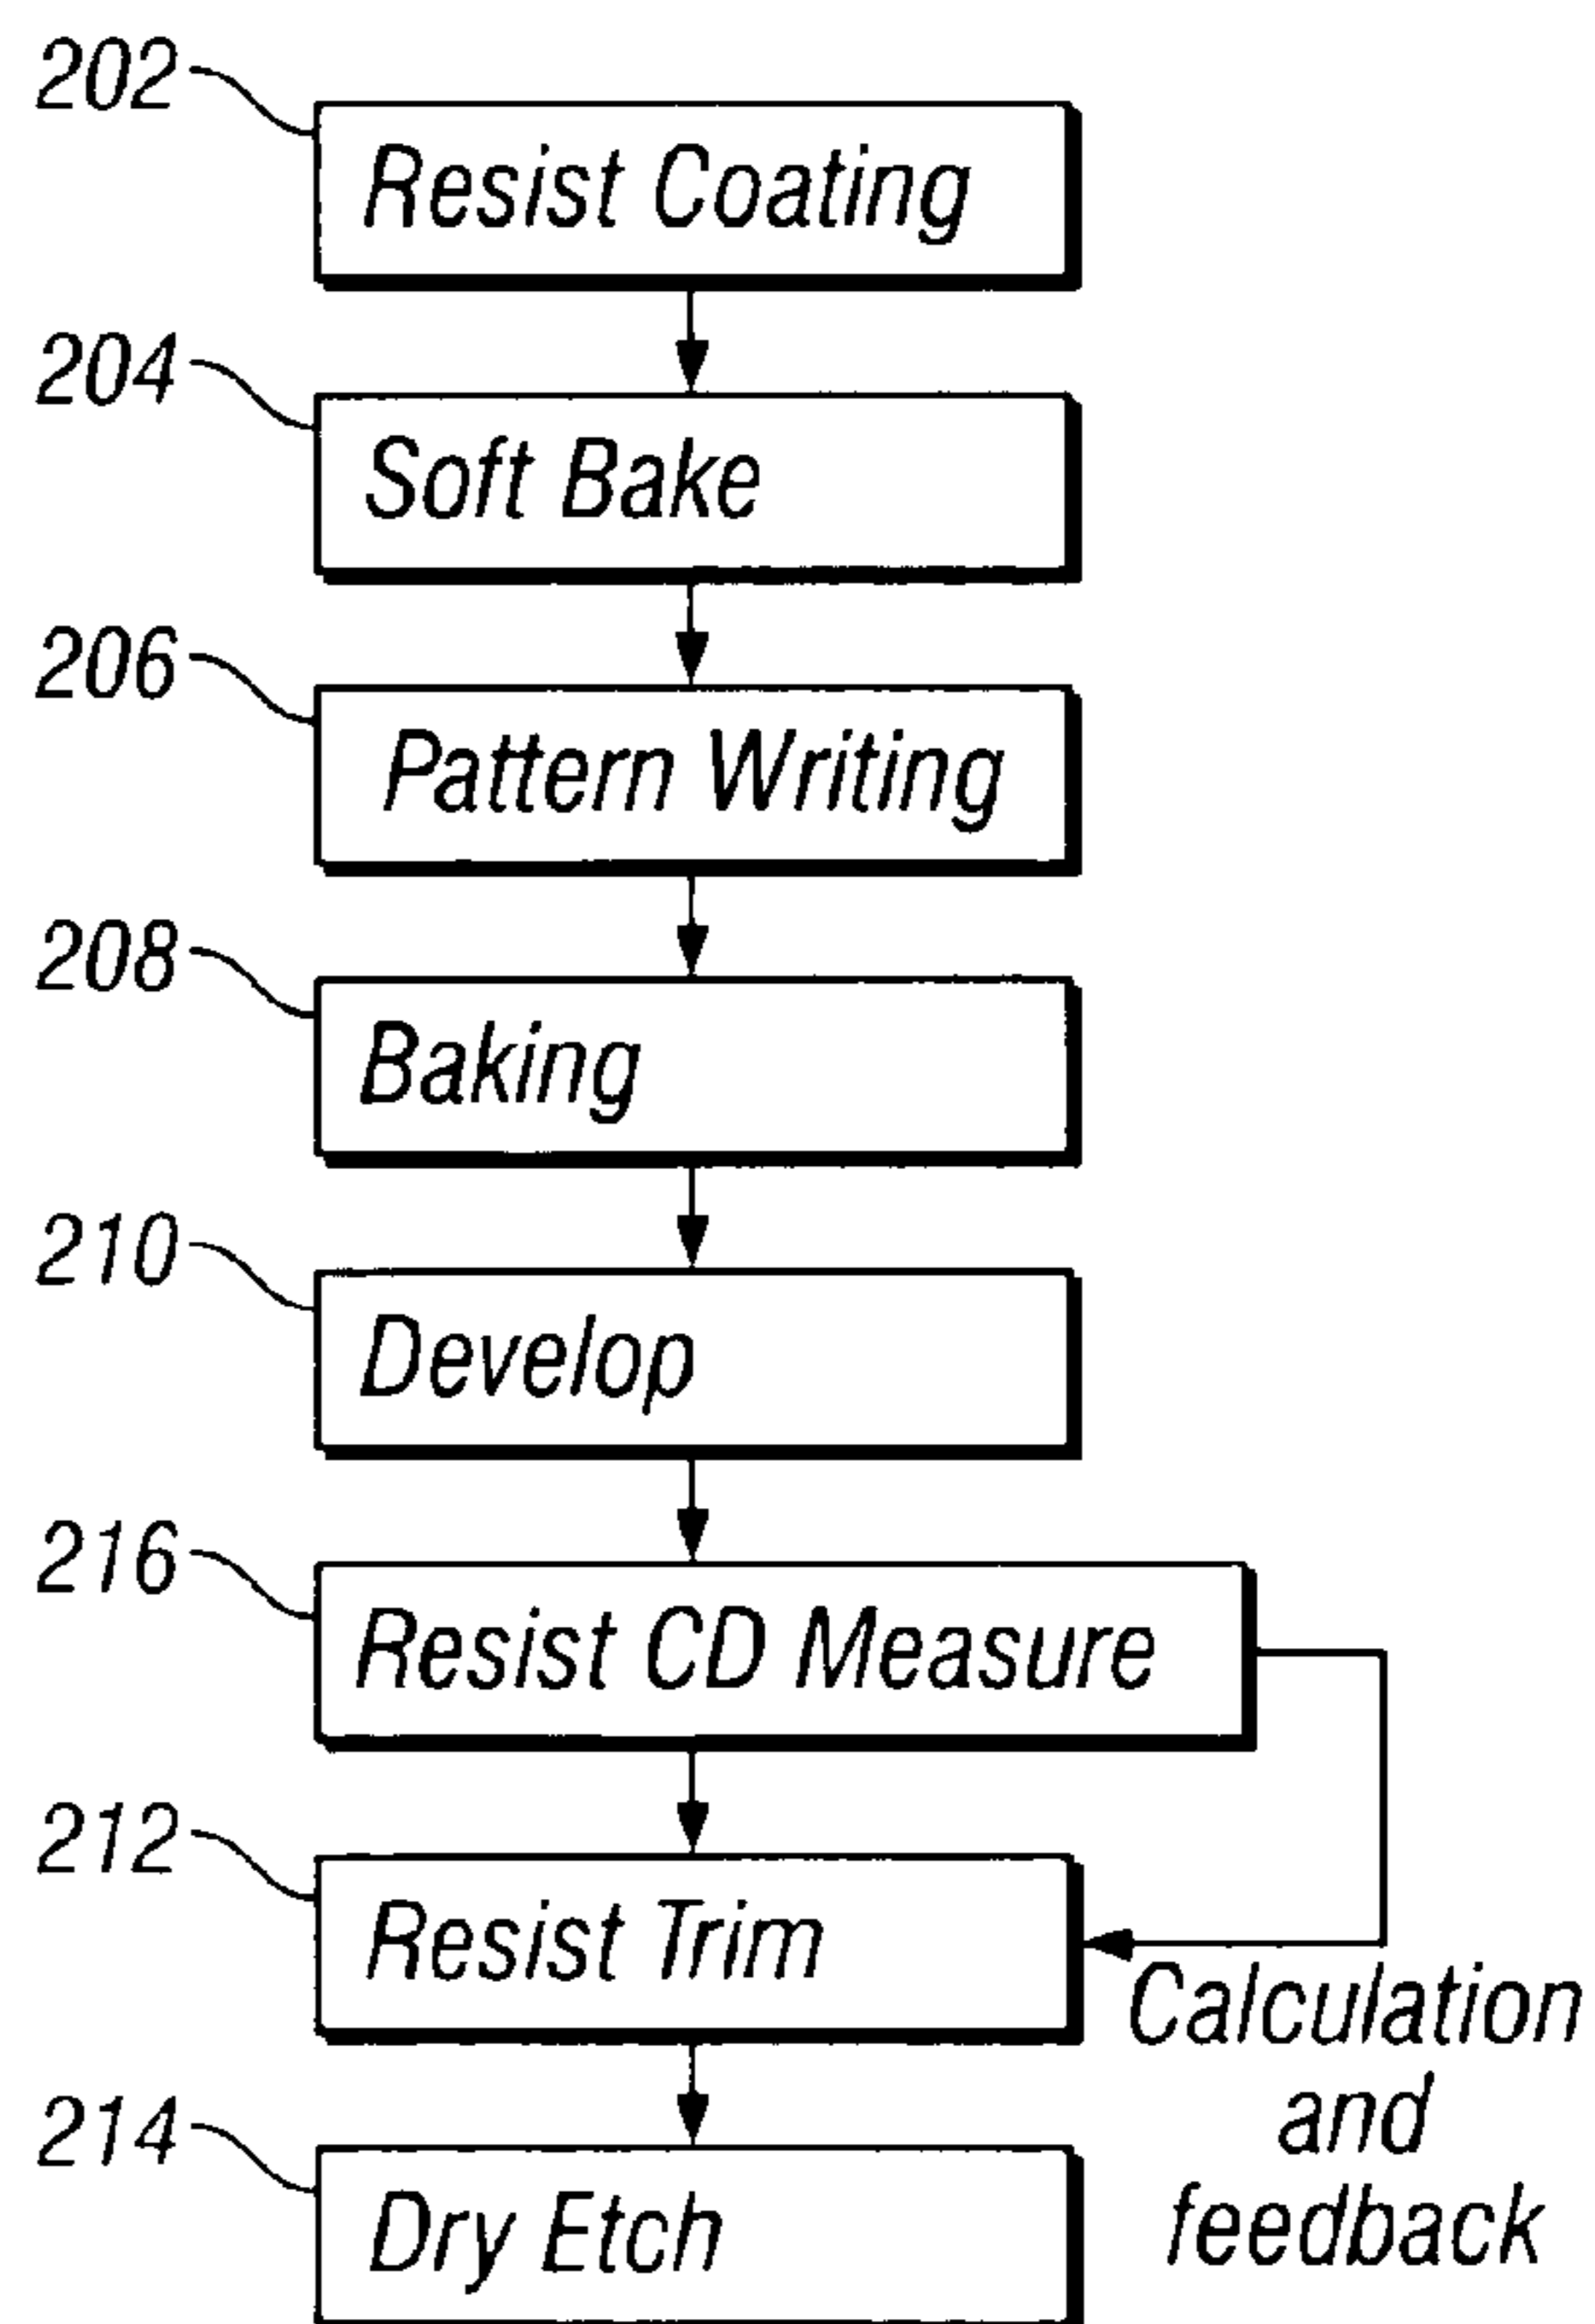 202
Resist Coating
204
Soft Bake
206
Pattern Writing
208
Baking
210
Develop
216
Resist CD Measure
212
Resist Trim
Calculation
and
feedback
214
Dry Etch